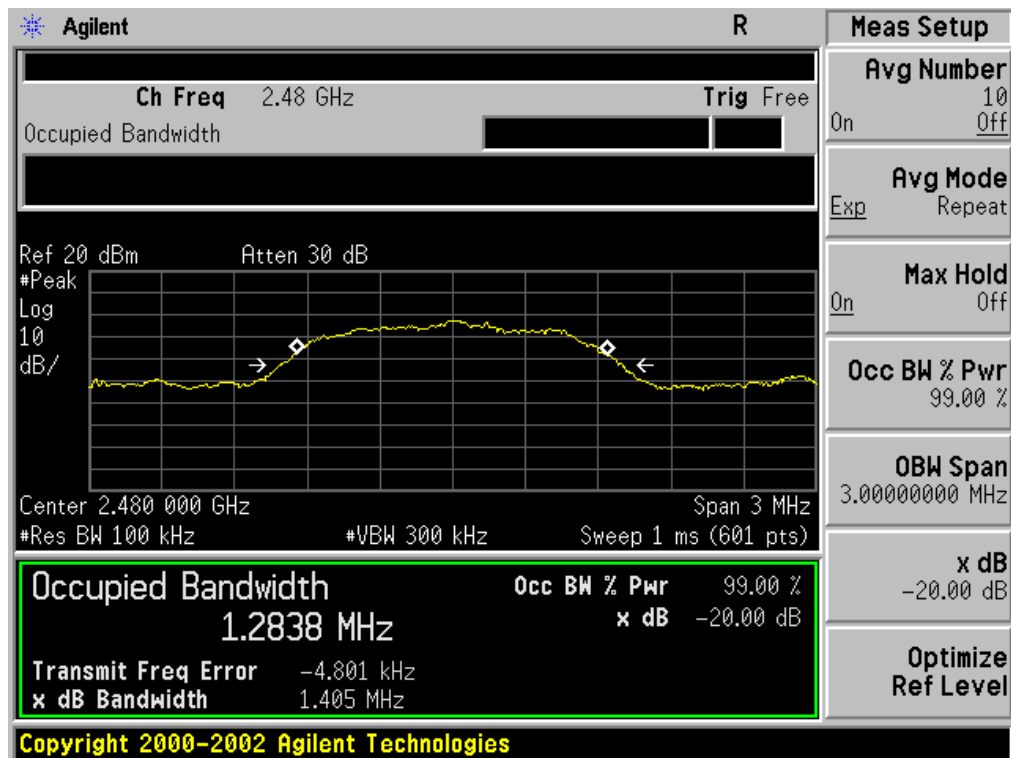 Agilent
R
Meas Setup
Ch Freq 2.48 GHz
Trig Free
Occupied Bandwidth
Ref 20 dBm
Atten 30 dB
#Peak
Log
10
dB/
Center 2.480 000 GHz
Span 3 MHz
#Res BW 100 kHz
#VBW 300 kHz
Sweep 1 ms (601 pts)
Occupied Bandwidth
1.2838 MHz
Occ BW % Pwr 99.00 %
x dB -20.00 dB
Transmit Freq Error -4.801 kHz
x dB Bandwidth 1.405 MHz
Avg Number
10
On Off
Avg Mode
Exp Repeat
Max Hold
On Off
Occ BW % Pwr
99.00 %
OBW Span
3.00000000 MHz
x dB
-20.00 dB
Optimize
Ref Level
Copyright 2000-2002 Agilent Technologies